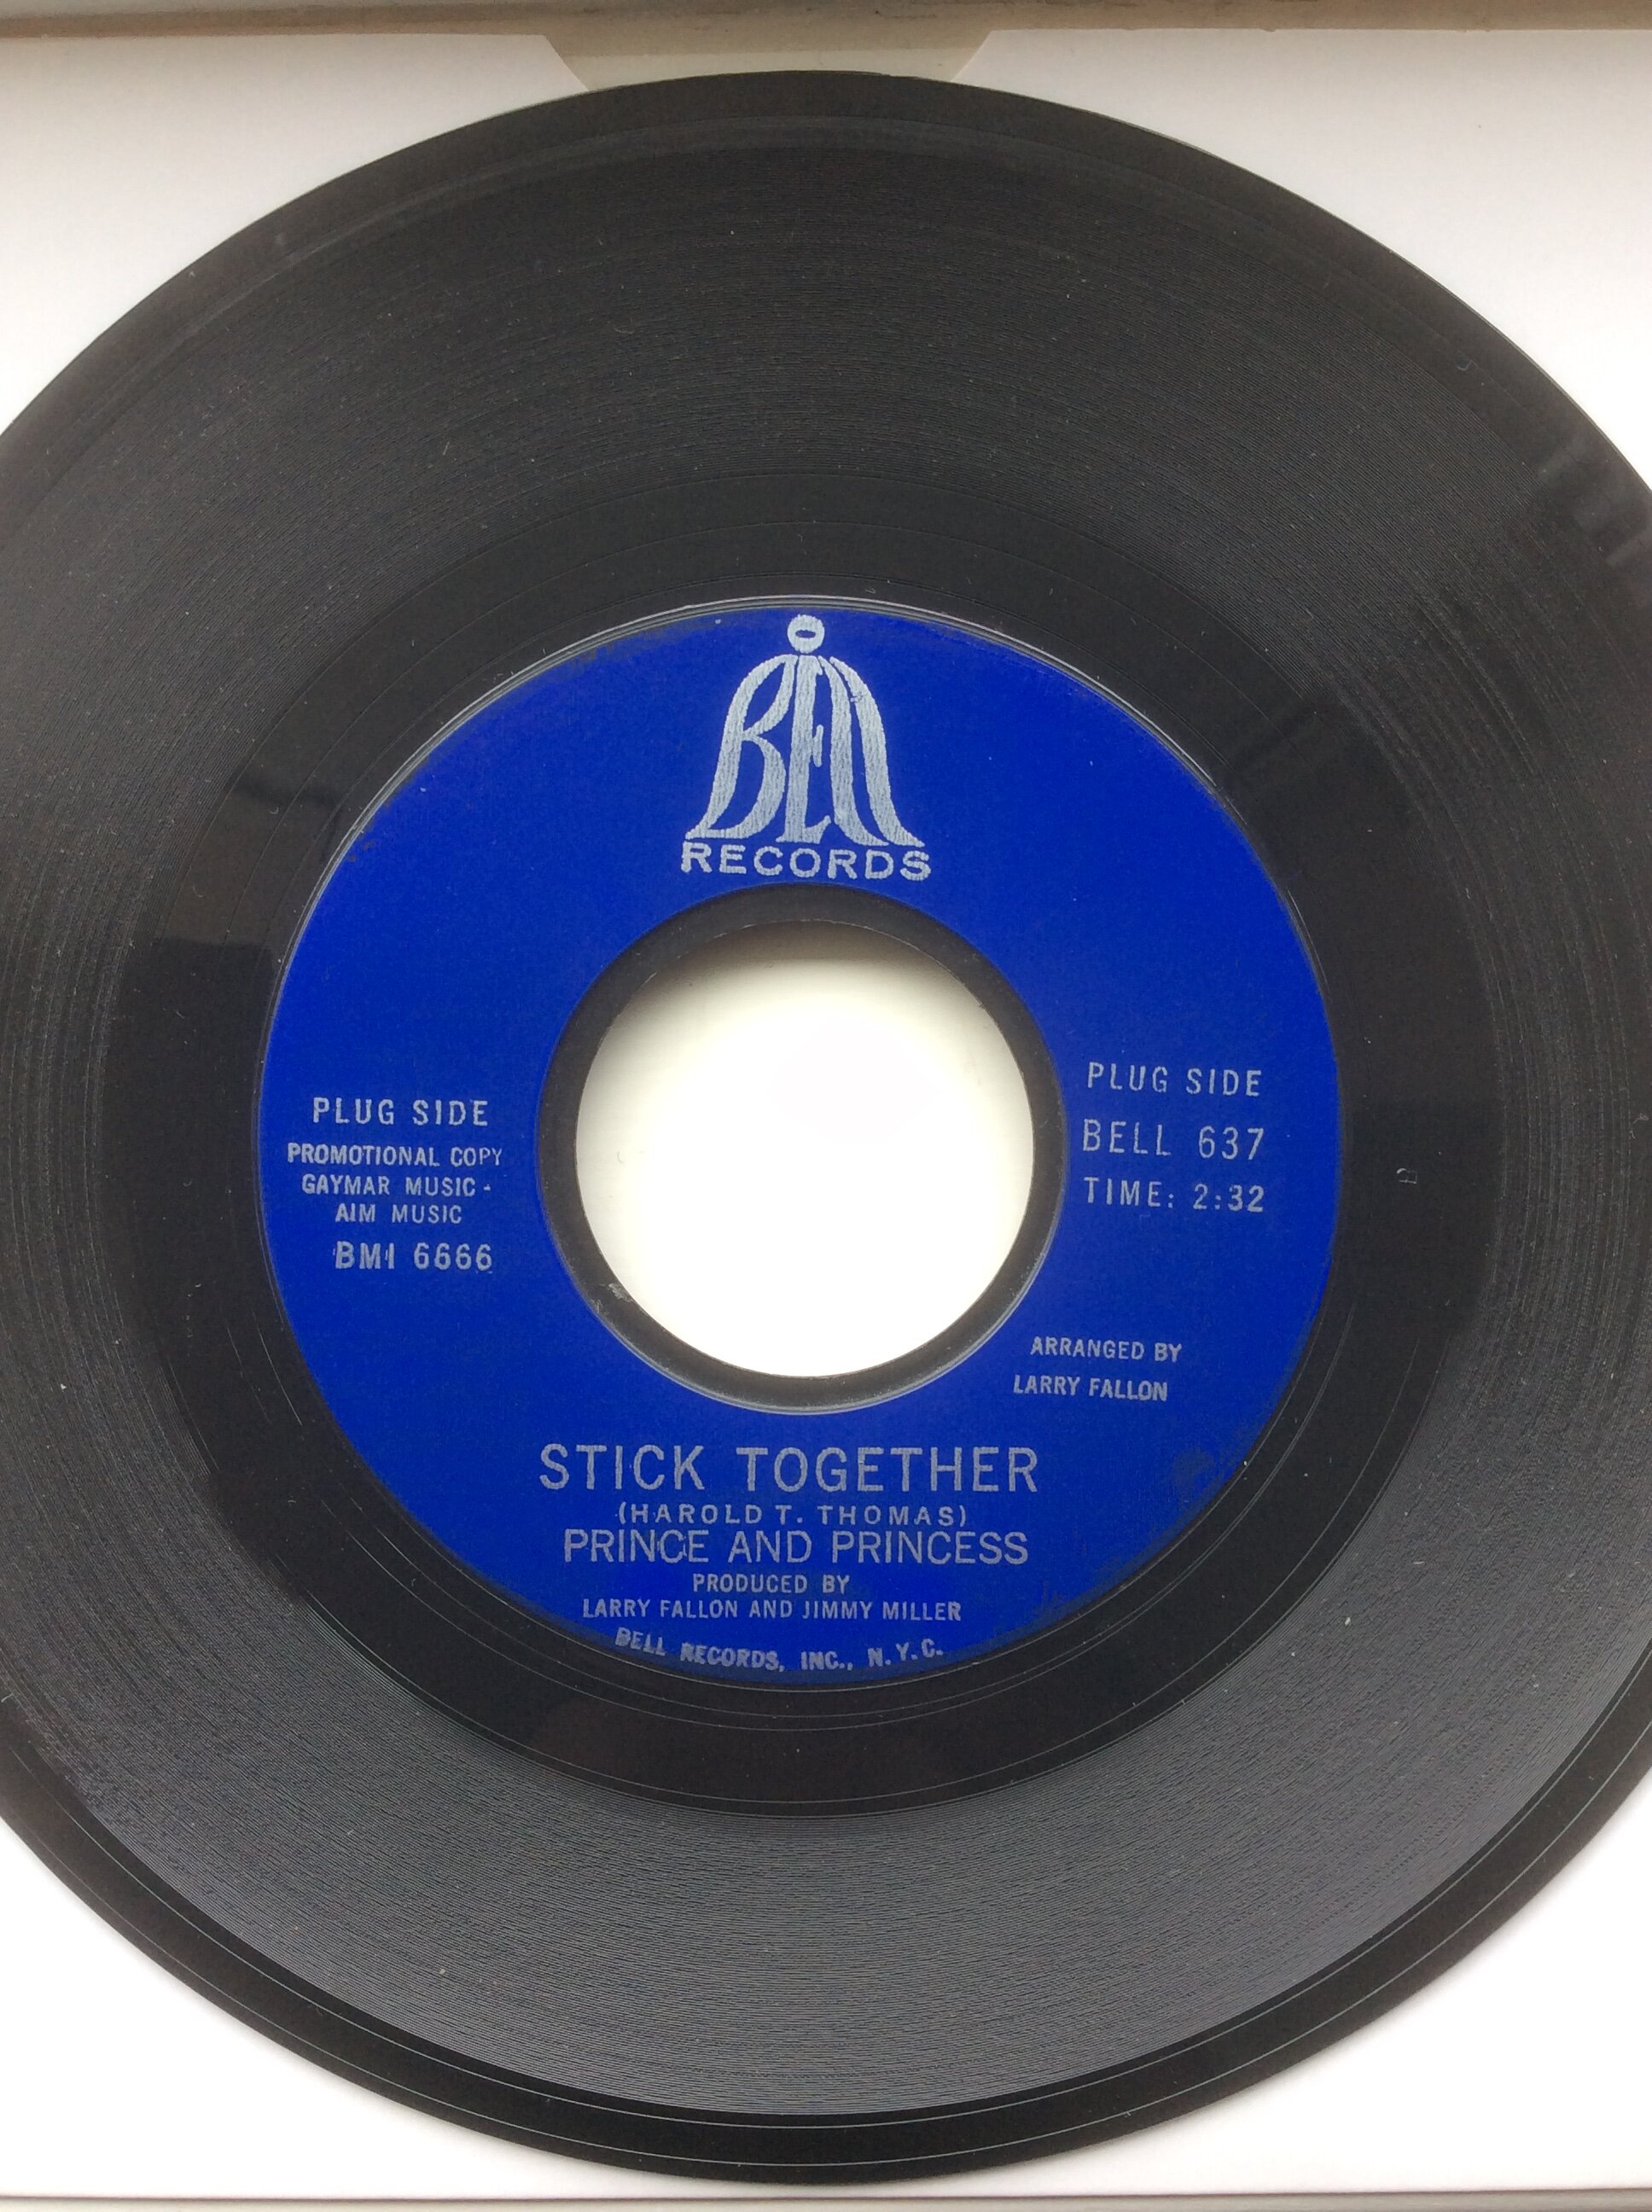 BELL
RECORDS
PLUG SIDE
PROMOTIONAL COPY
GAYMAR MUSIC -
AIM MUSIC
BMI 6666
PLUG SIDE
BELL 637
TIME: 2:32
ARRANGED BY
LARRY FALLON
STICK TOGETHER
(HAROLD T. THOMAS)
PRINCE AND PRINCESS
PRODUCED BY
LARRY FALLON AND JIMMY MILLER
BELL RECORDS, INC., N.Y.C.